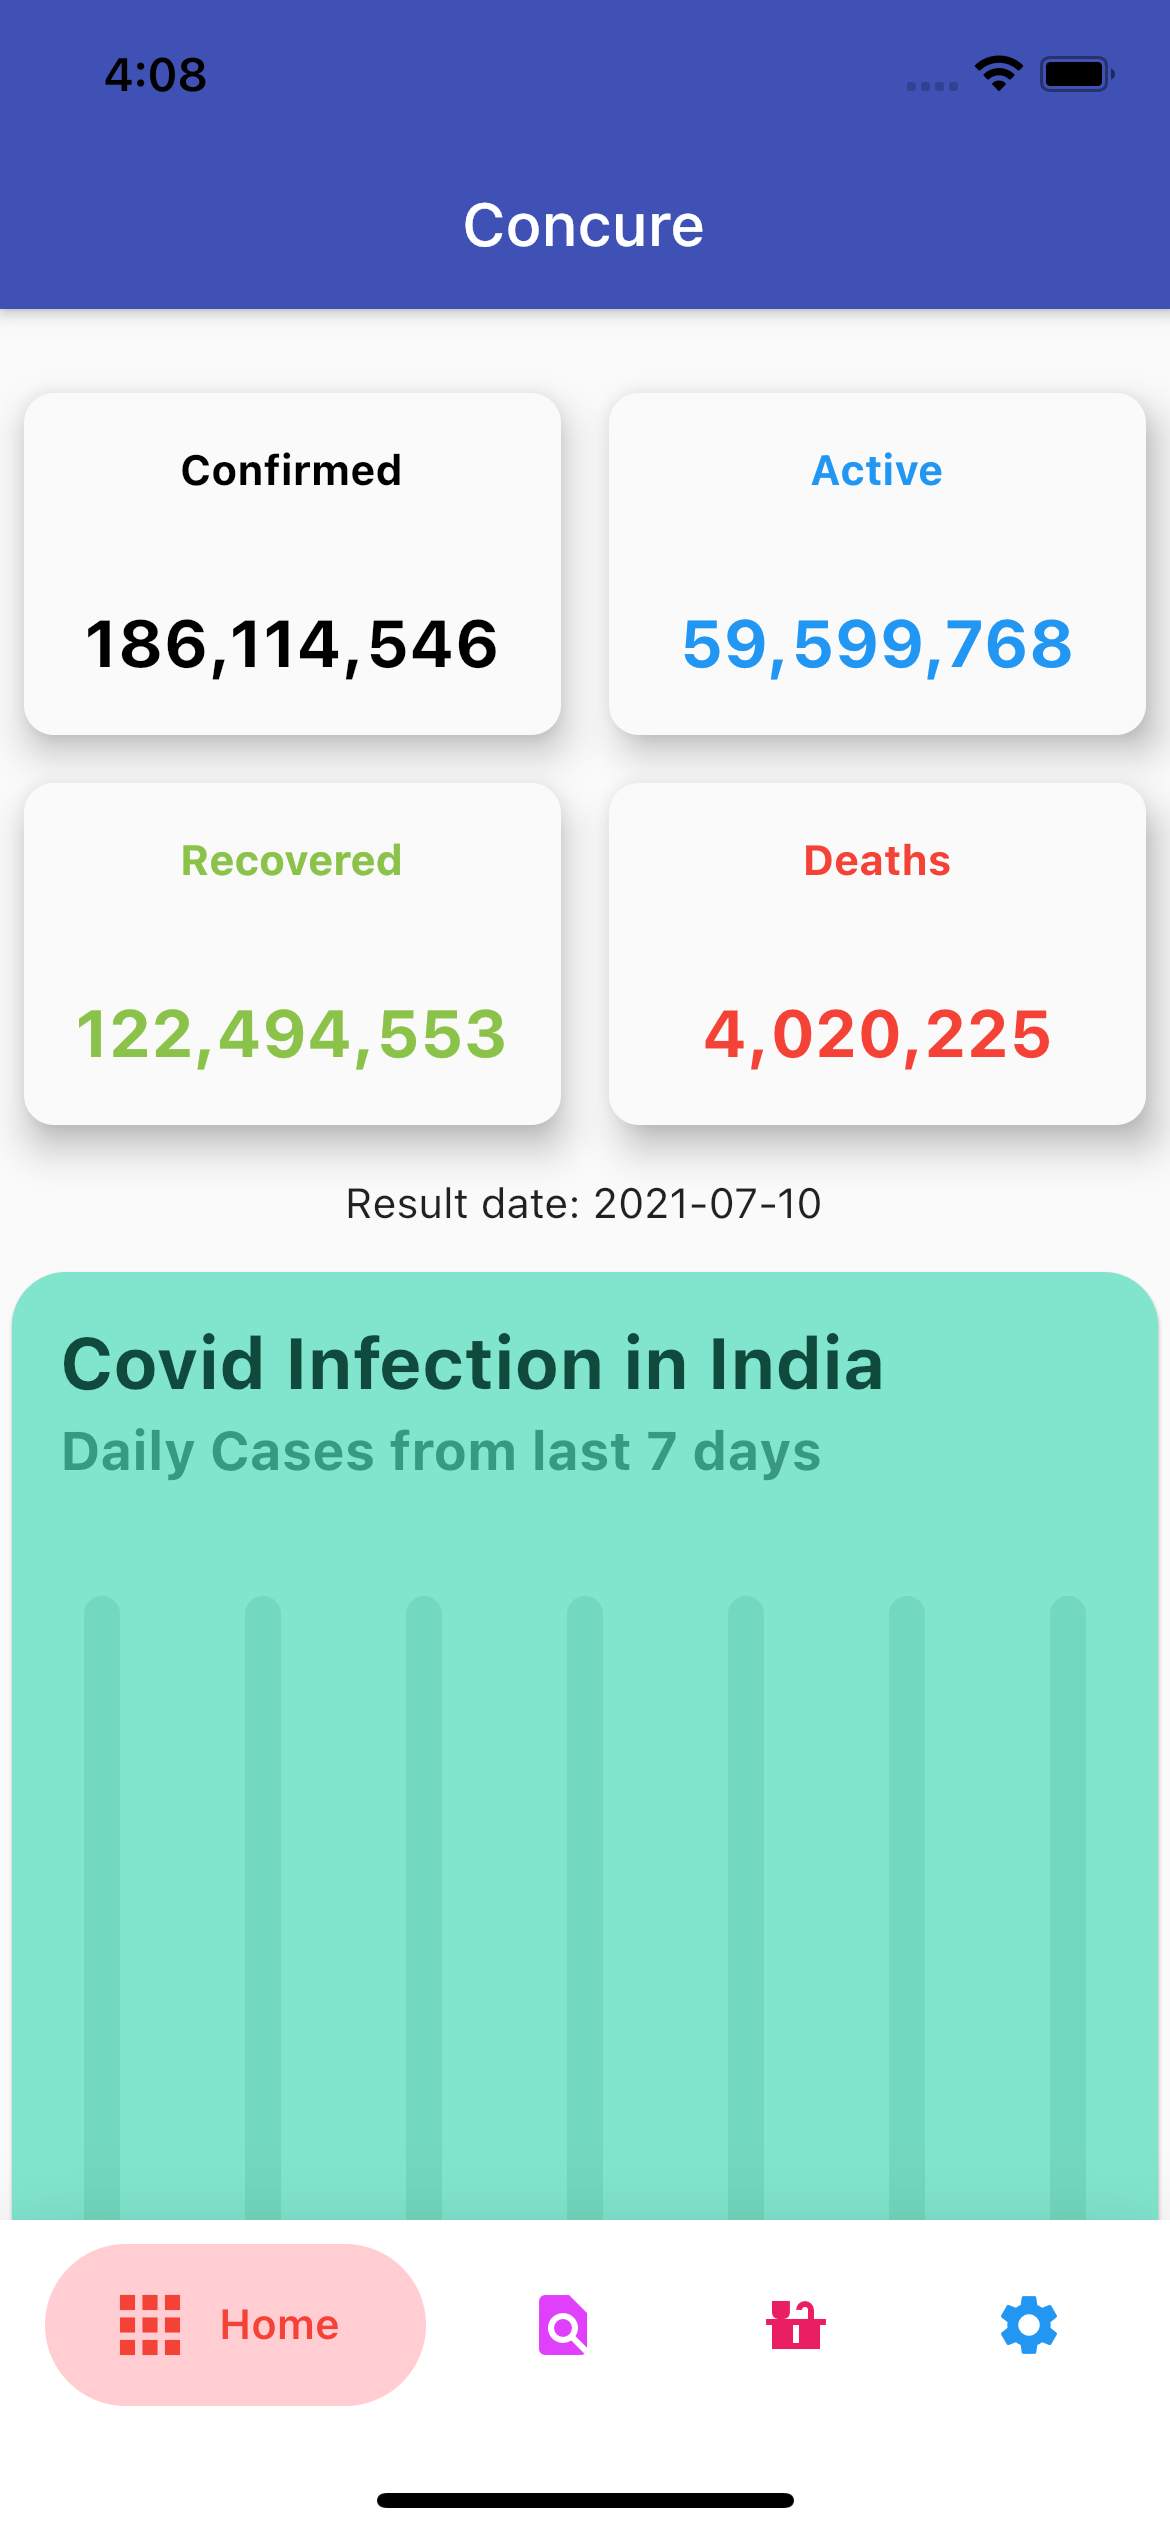 4:08
Concure
Confirmed
Active
186,114,546
59,599,768
Recovered
Deaths
122,494,553
4,020,225
Result date: 2021-07-10
Covid Infection in India
Daily Cases from last 7 days
Home